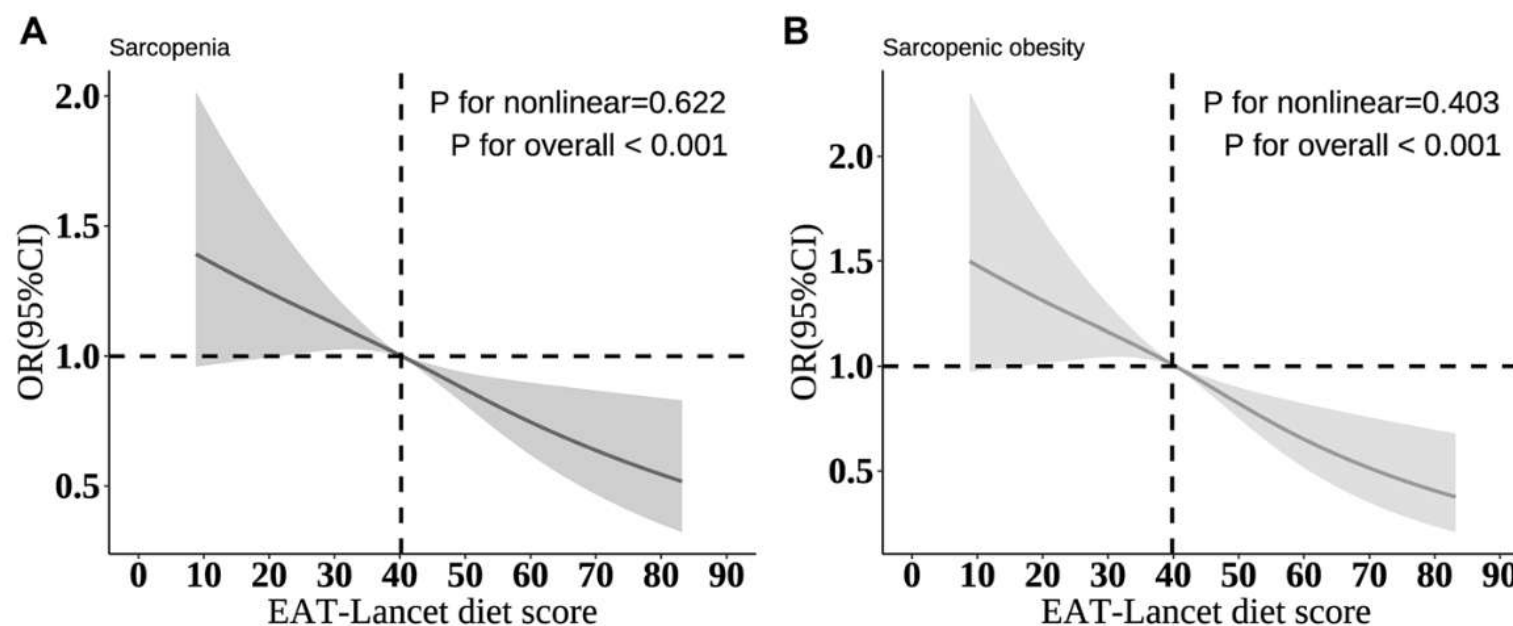 A
Sarcopenia
P for nonlinear=0.622
P for overall < 0.001
OR(95%CI)
2.0
1.5
1.0
0.5
0 10 20 30 40 50 60 70 80 90
EAT-Lancet diet score
B
Sarcopenic obesity
P for nonlinear=0.403
P for overall < 0.001
OR(95%CI)
2.0
1.5
1.0
0.5
0 10 20 30 40 50 60 70 80 90
EAT-Lancet diet score